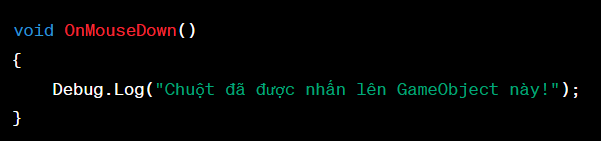 void OnMouseDown()
{
    Debug.Log("Chuột đã được nhấn lên GameObject này!");
}